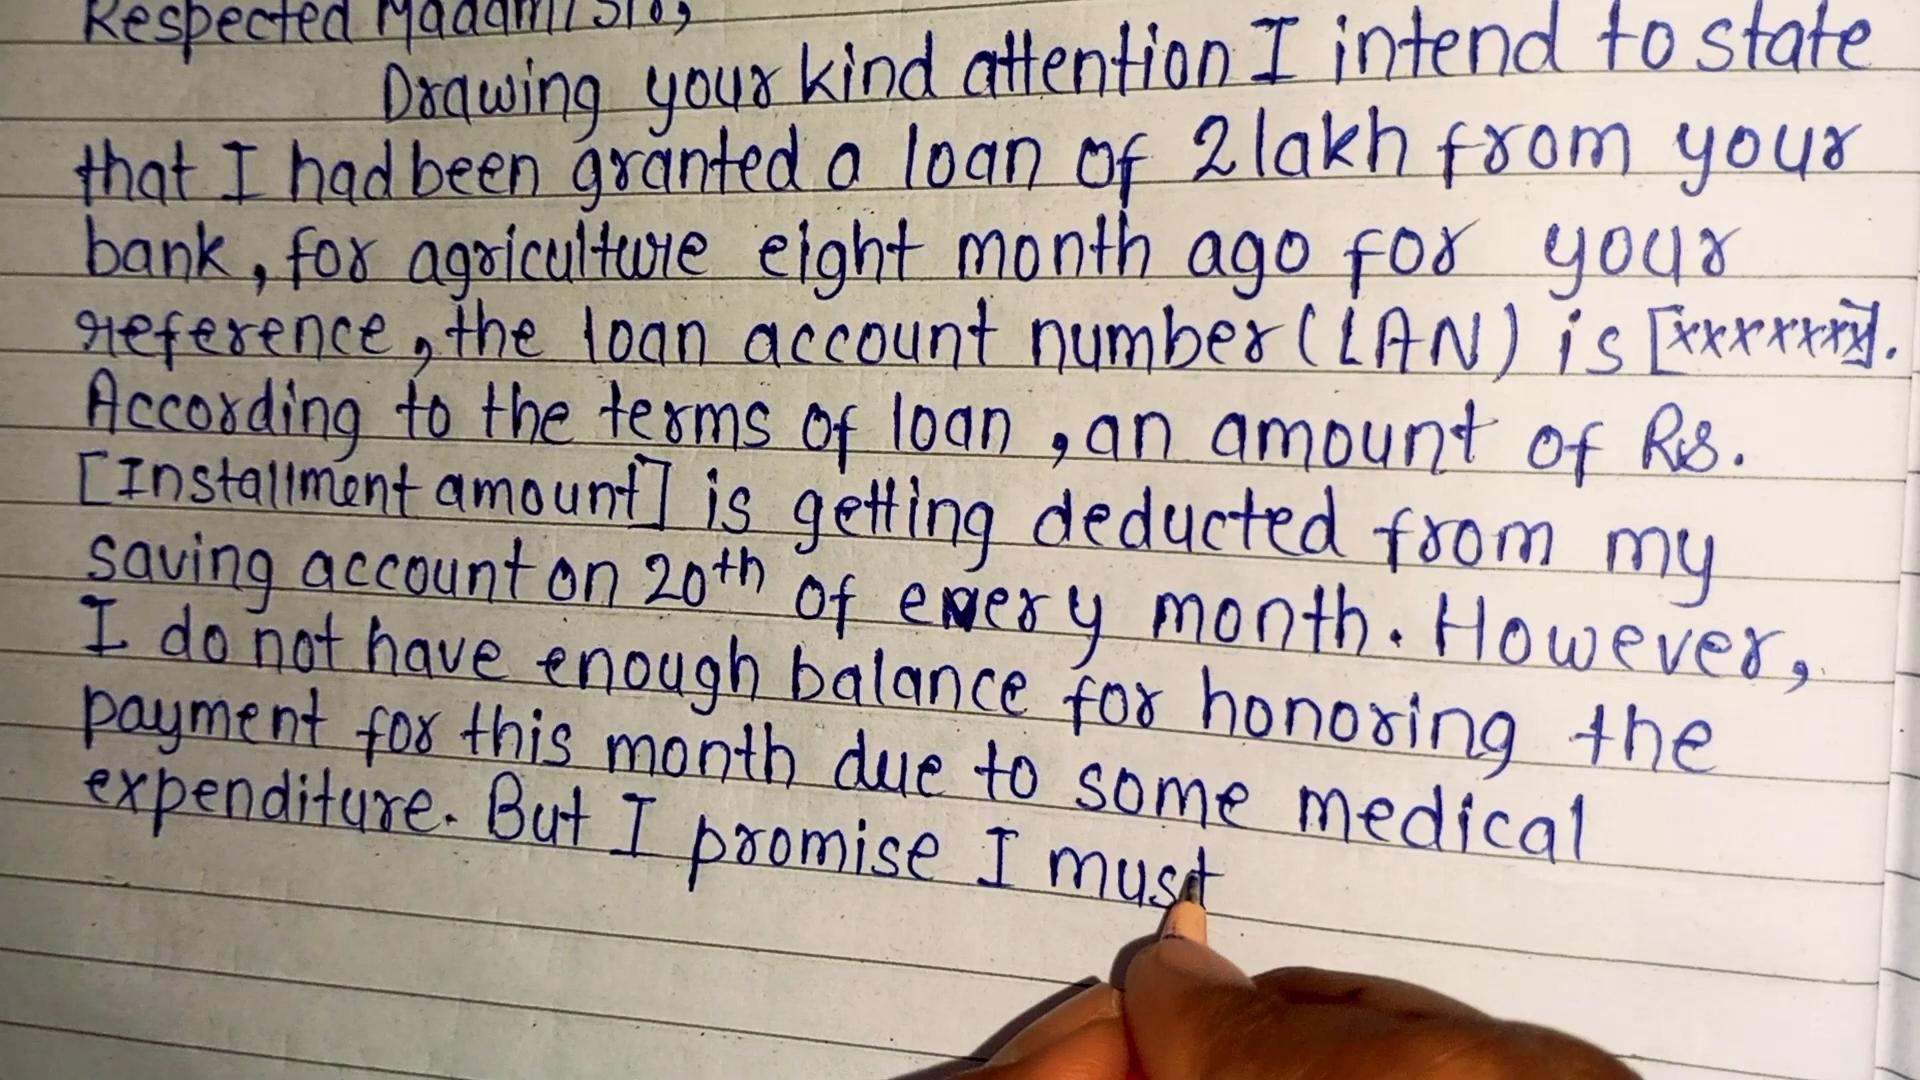 Respected Madam/Sir,
Drawing your kind attention I intend to state
that I had been granted a loan of 2 lakh from your
bank, for agriculture eight month ago for your
reference, the loan account number (LAN) is [xxxxxxx].
According to the terms of loan, an amount of Rs.
[Installment amount] is getting deducted from my
saving account on 20th of every month. However,
I do not have enough balance for honoring the
payment for this month due to some medical
expenditure. But I promise I must